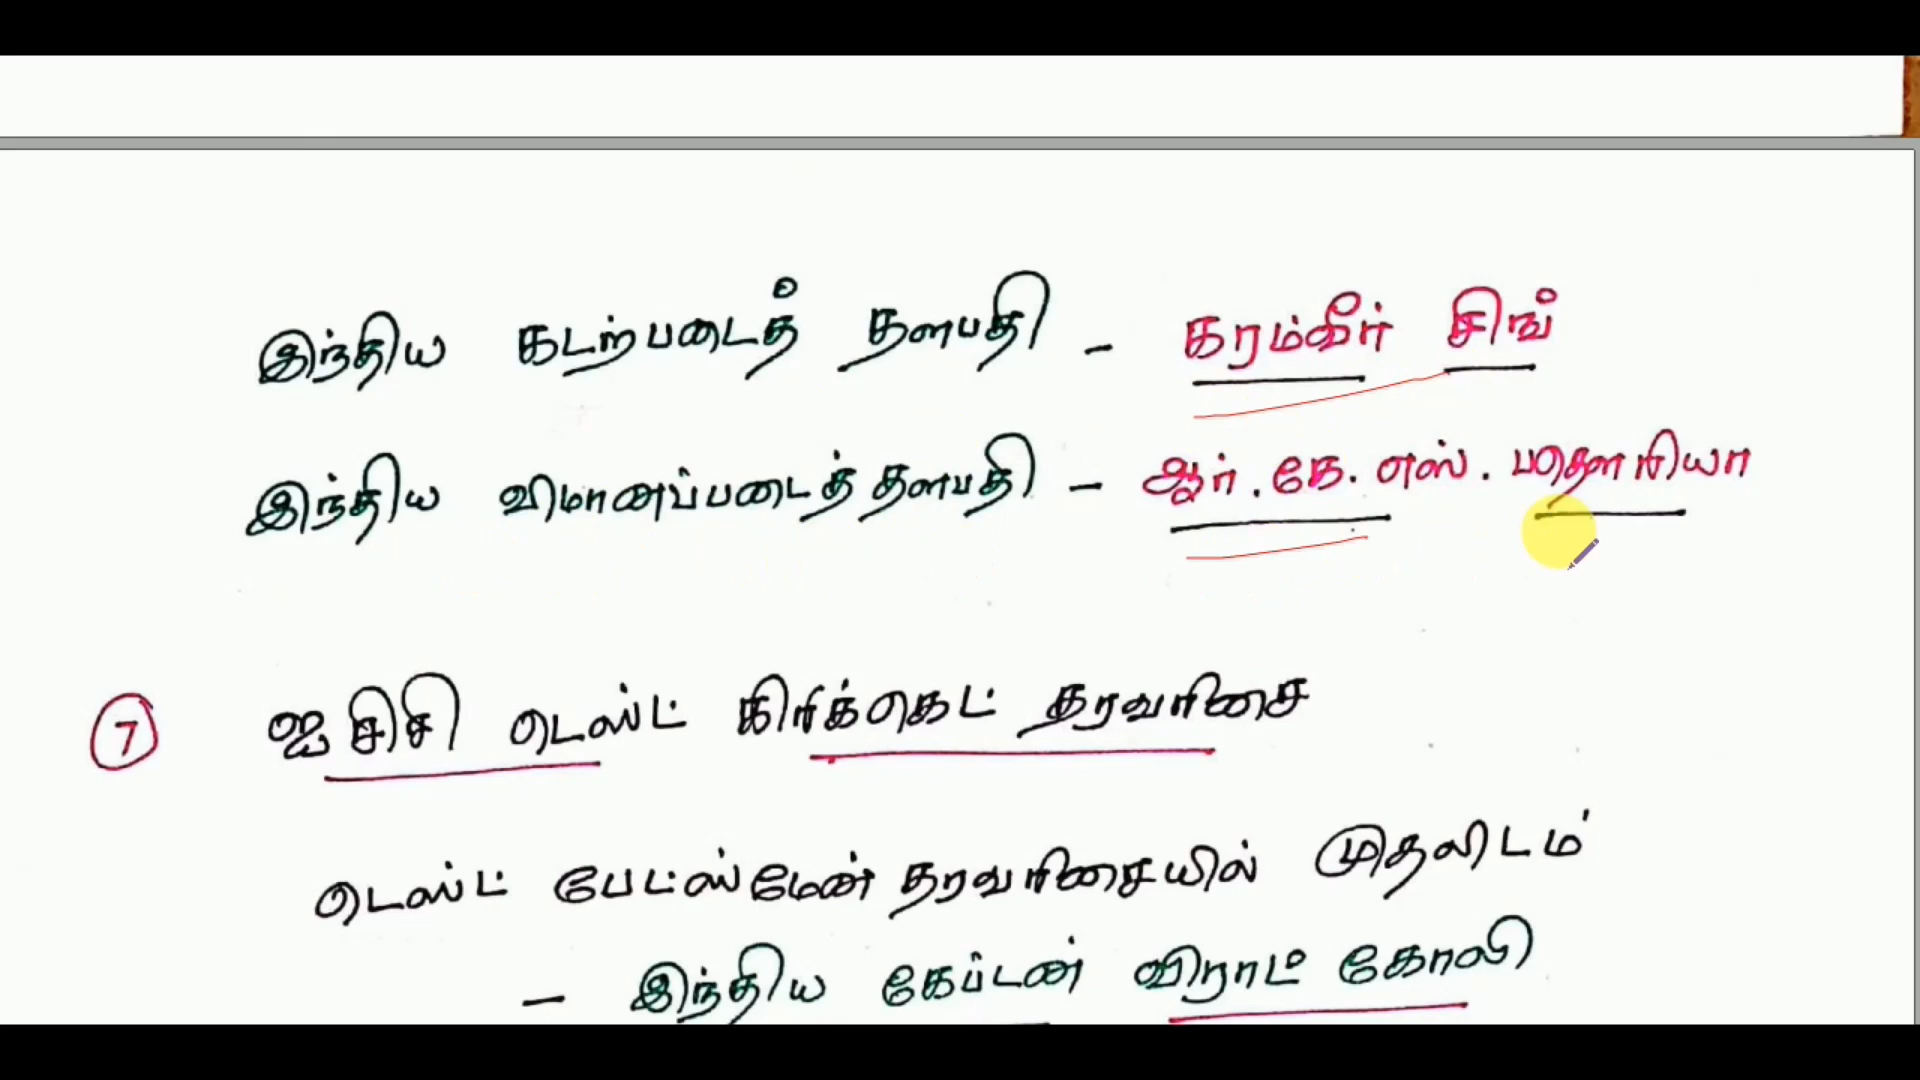 இந்திய கடற்படைத் தளபதி - கரம்வீர் சிங்
இந்திய விமானப்படைத் தளபதி - ஆர். கே. எஸ். பதௌரியா
7 ஐசிசி டெஸ்ட் கிரிக்கெட் தரவரிசை
டெஸ்ட் பேட்ஸ்மேன் தரவரிசையில் முதலிடம்
- இந்திய கேப்டன் விராட் கோலி